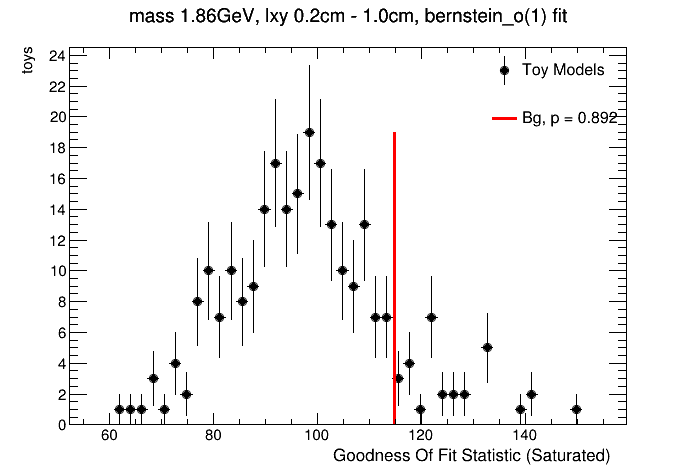 mass 1.86GeV, lxy 0.2cm - 1.0cm, bernstein_o(1) fit
toys
24
22
20
18
16
14
12
10
8
6
4
2
0
Toy Models
Bg, p = 0.892
60 80 100 120 140
Goodness Of Fit Statistic (Saturated)